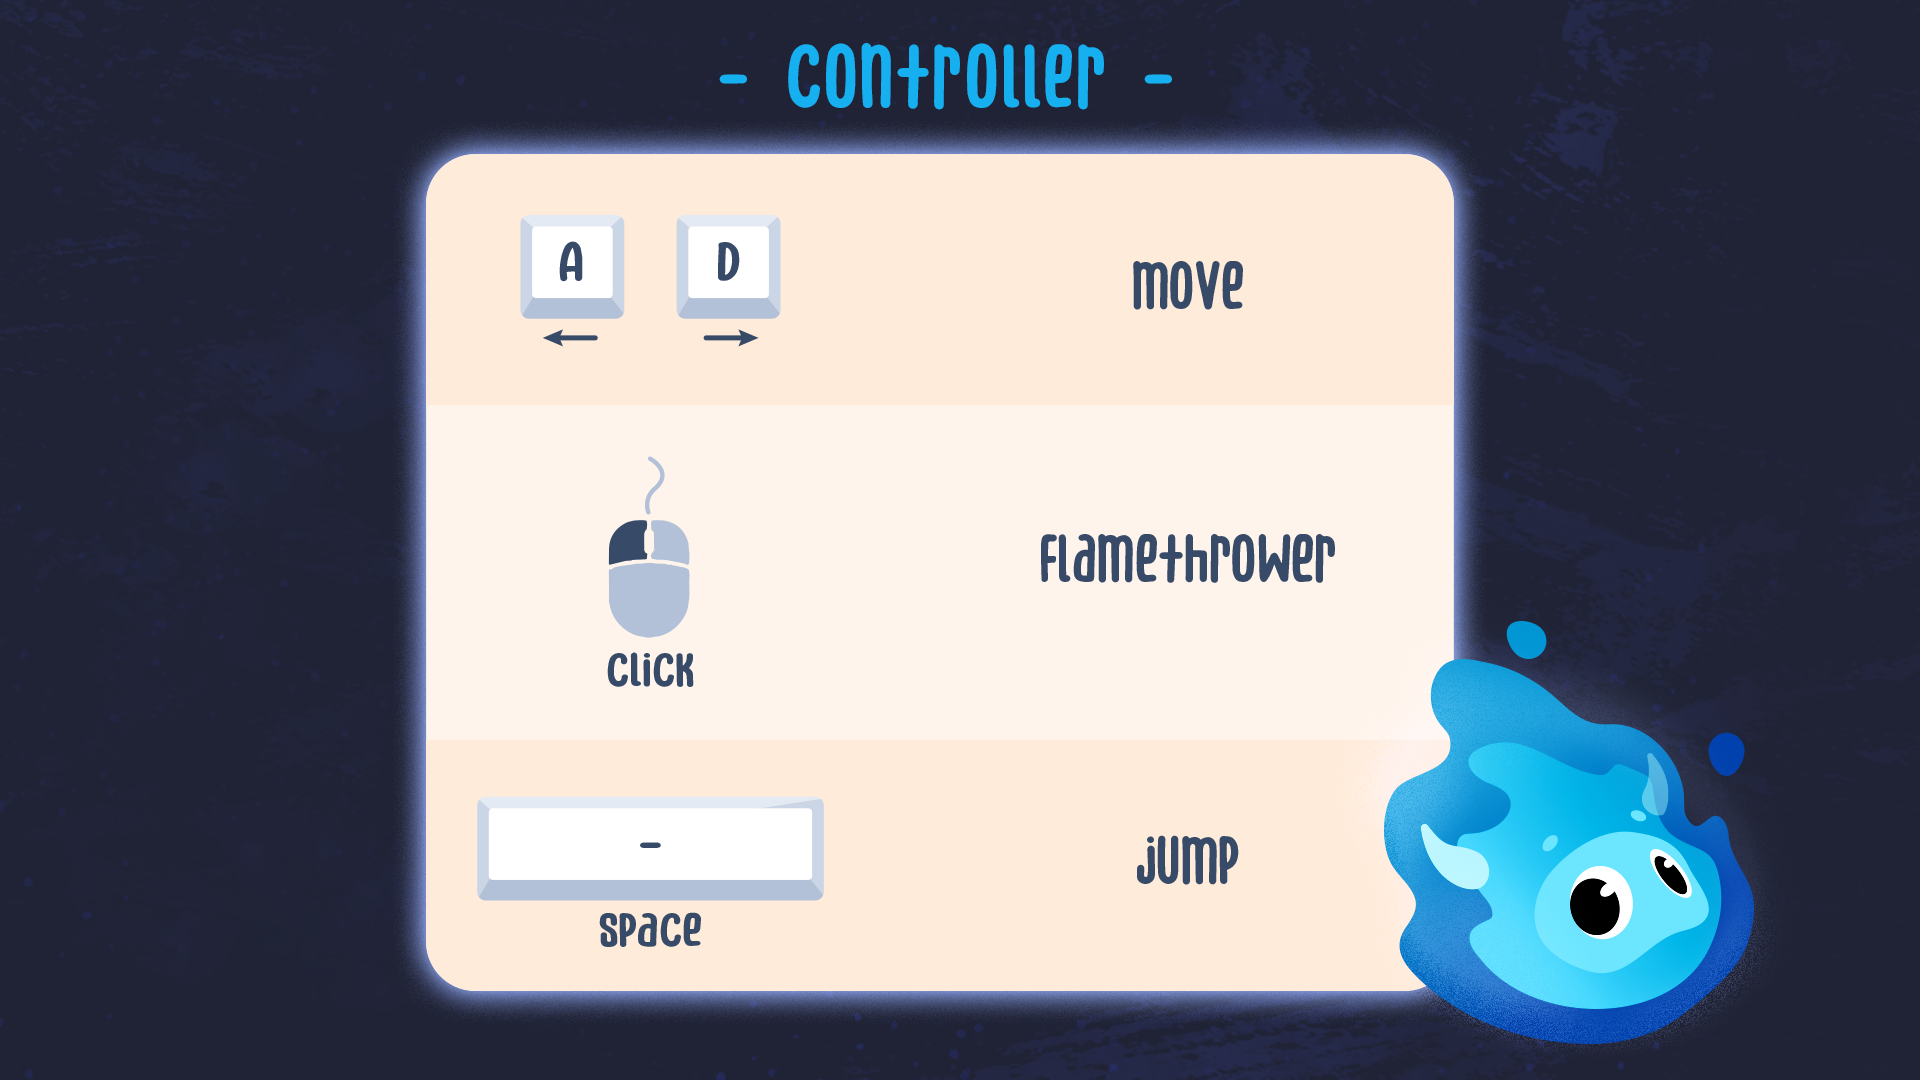 - controller -
A D
move
flamethrower
click
-
jump
space